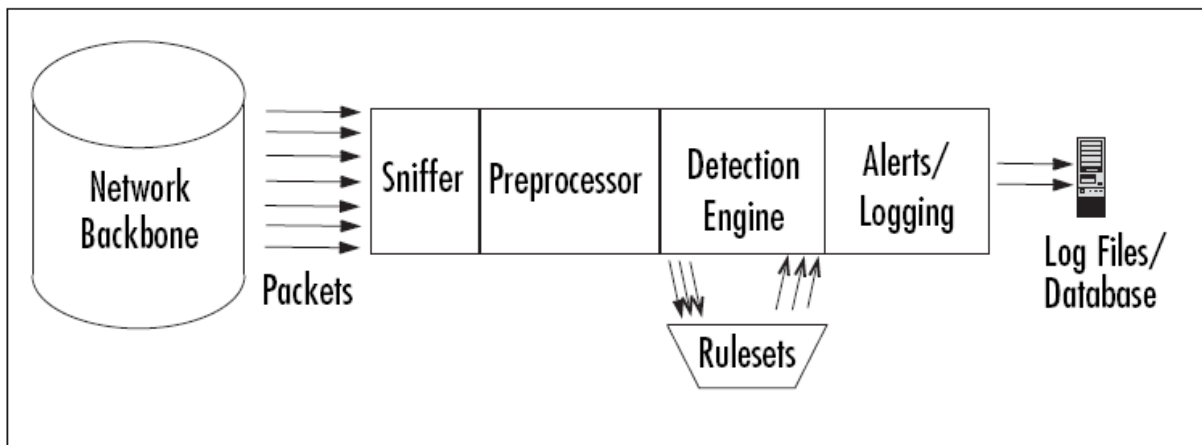 Network
Backbone
Packets
Sniffer
Preprocessor
Detection
Engine
Alerts/
Logging
Rulesets
Log Files/
Database